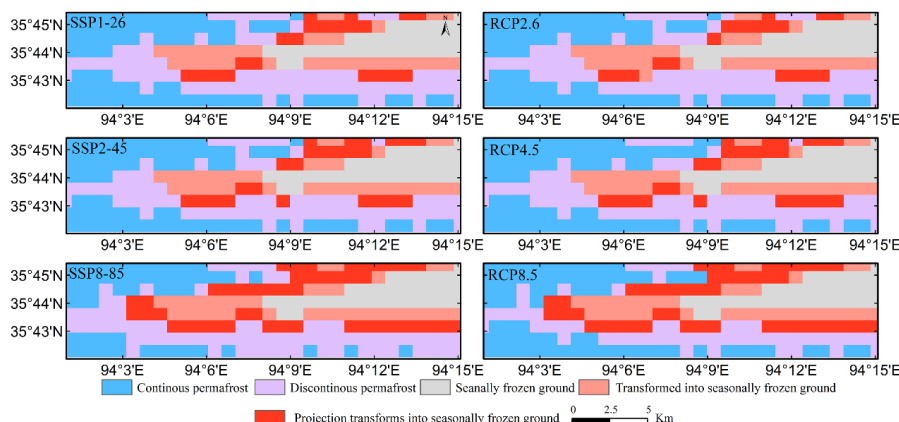 SSP1-26
RCP2.6
N
35°45'N
35°44'N
35°43'N
94°3'E 94°6'E 94°9'E 94°12'E 94°15'E
94°3'E 94°6'E 94°9'E 94°12'E 94°15'E
SSP2-45
RCP4.5
35°45'N
35°44'N
35°43'N
94°3'E 94°6'E 94°9'E 94°12'E 94°15'E
94°3'E 94°6'E 94°9'E 94°12'E 94°15'E
SSP8-85
RCP8.5
35°45'N
35°44'N
35°43'N
94°3'E 94°6'E 94°9'E 94°12'E 94°15'E
94°3'E 94°6'E 94°9'E 94°12'E 94°15'E
Continous permafrost Discontinous permafrost Seanally frozen ground Transformed into seasonally frozen ground
Projection transforms into seasonally frozen ground 0 2.5 5 Km